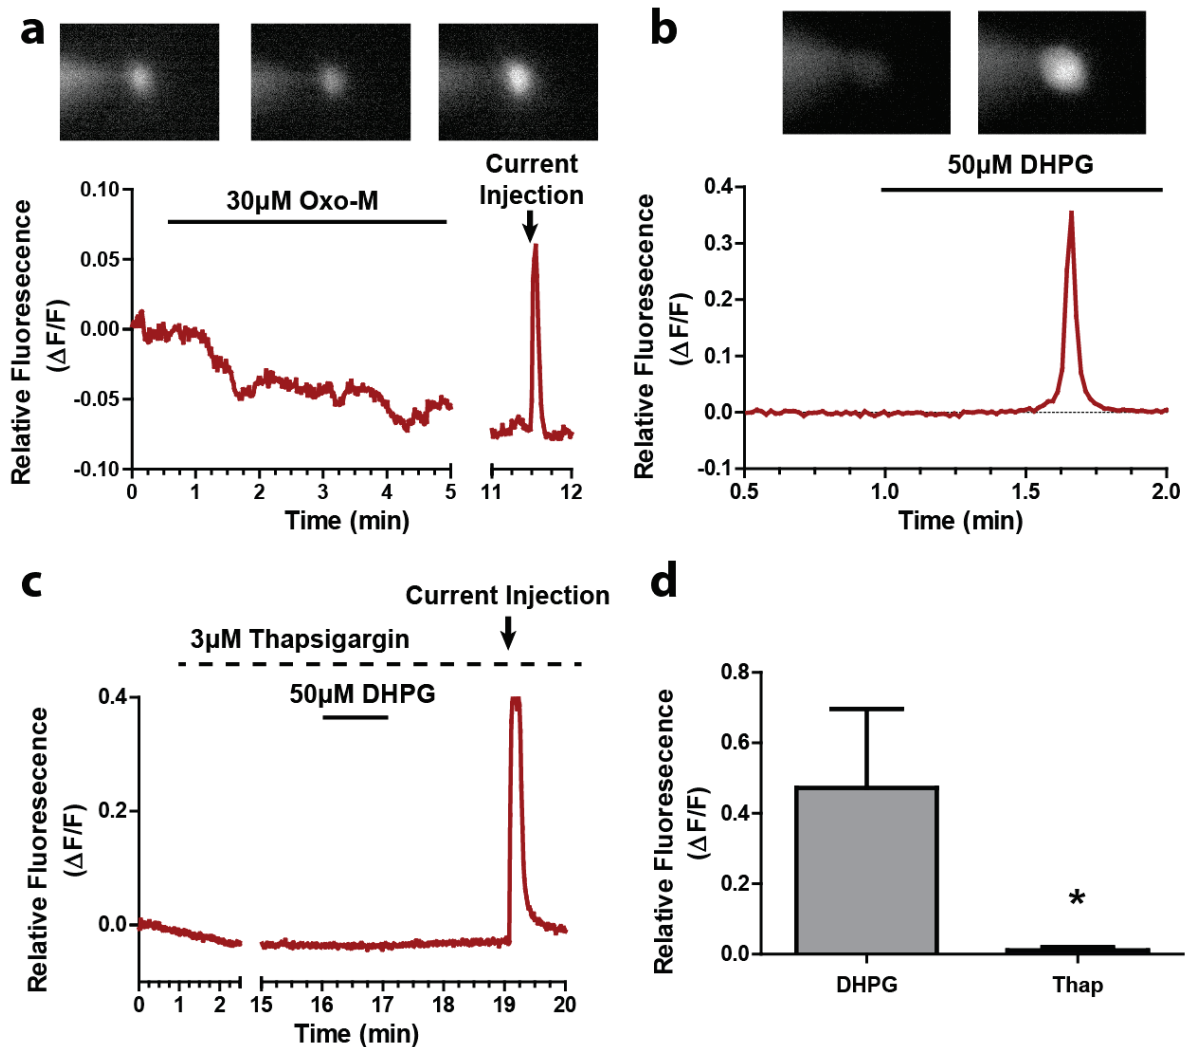 a
Current
Injection
30µM Oxo-M
Relative Fluoresecence
(ΔF/F)
0.10
0.05
0.00
-0.05
-0.10
0 1 2 3 4 5 11 12
Time (min)
b
50µM DHPG
Relative Fluoresecence
(ΔF/F)
0.4
0.3
0.2
0.1
0.0
-0.1
0.5 1.0 1.5 2.0
Time (min)
c
Current Injection
3µM Thapsigargin
50µM DHPG
Relative Fluoresecence
(ΔF/F)
0.4
0.2
0.0
0 1 2 15 16 17 18 19 20
Time (min)
d
Relative Fluoresecence
(ΔF/F)
0.8
0.6
0.4
0.2
0.0
*
DHPG Thap